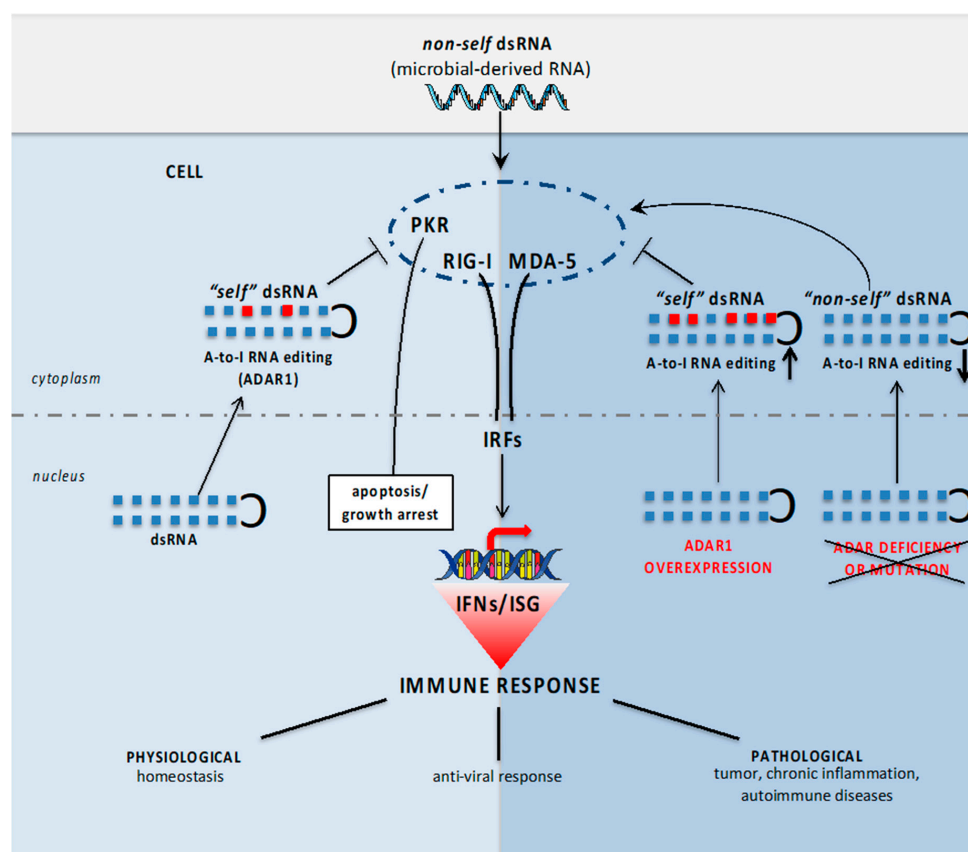 non-self dsRNA
(microbial-derived RNA)
CELL
PKR
RIG-I MDA-5
"self" dsRNA
A-to-I RNA editing
(ADAR1)
"self" dsRNA
A-to-I RNA editing
"non-self" dsRNA
A-to-I RNA editing
cytoplasm
nucleus
IRFs
dsRNA
apoptosis/
growth arrest
ADAR1
OVEREXPRESSION
ADAR DEFICIENCY
OR MUTATION
IFNs/ISG
IMMUNE RESPONSE
PHYSIOLOGICAL
homeostasis
anti-viral response
PATHOLOGICAL
tumor, chronic inflammation,
autoimmune diseases